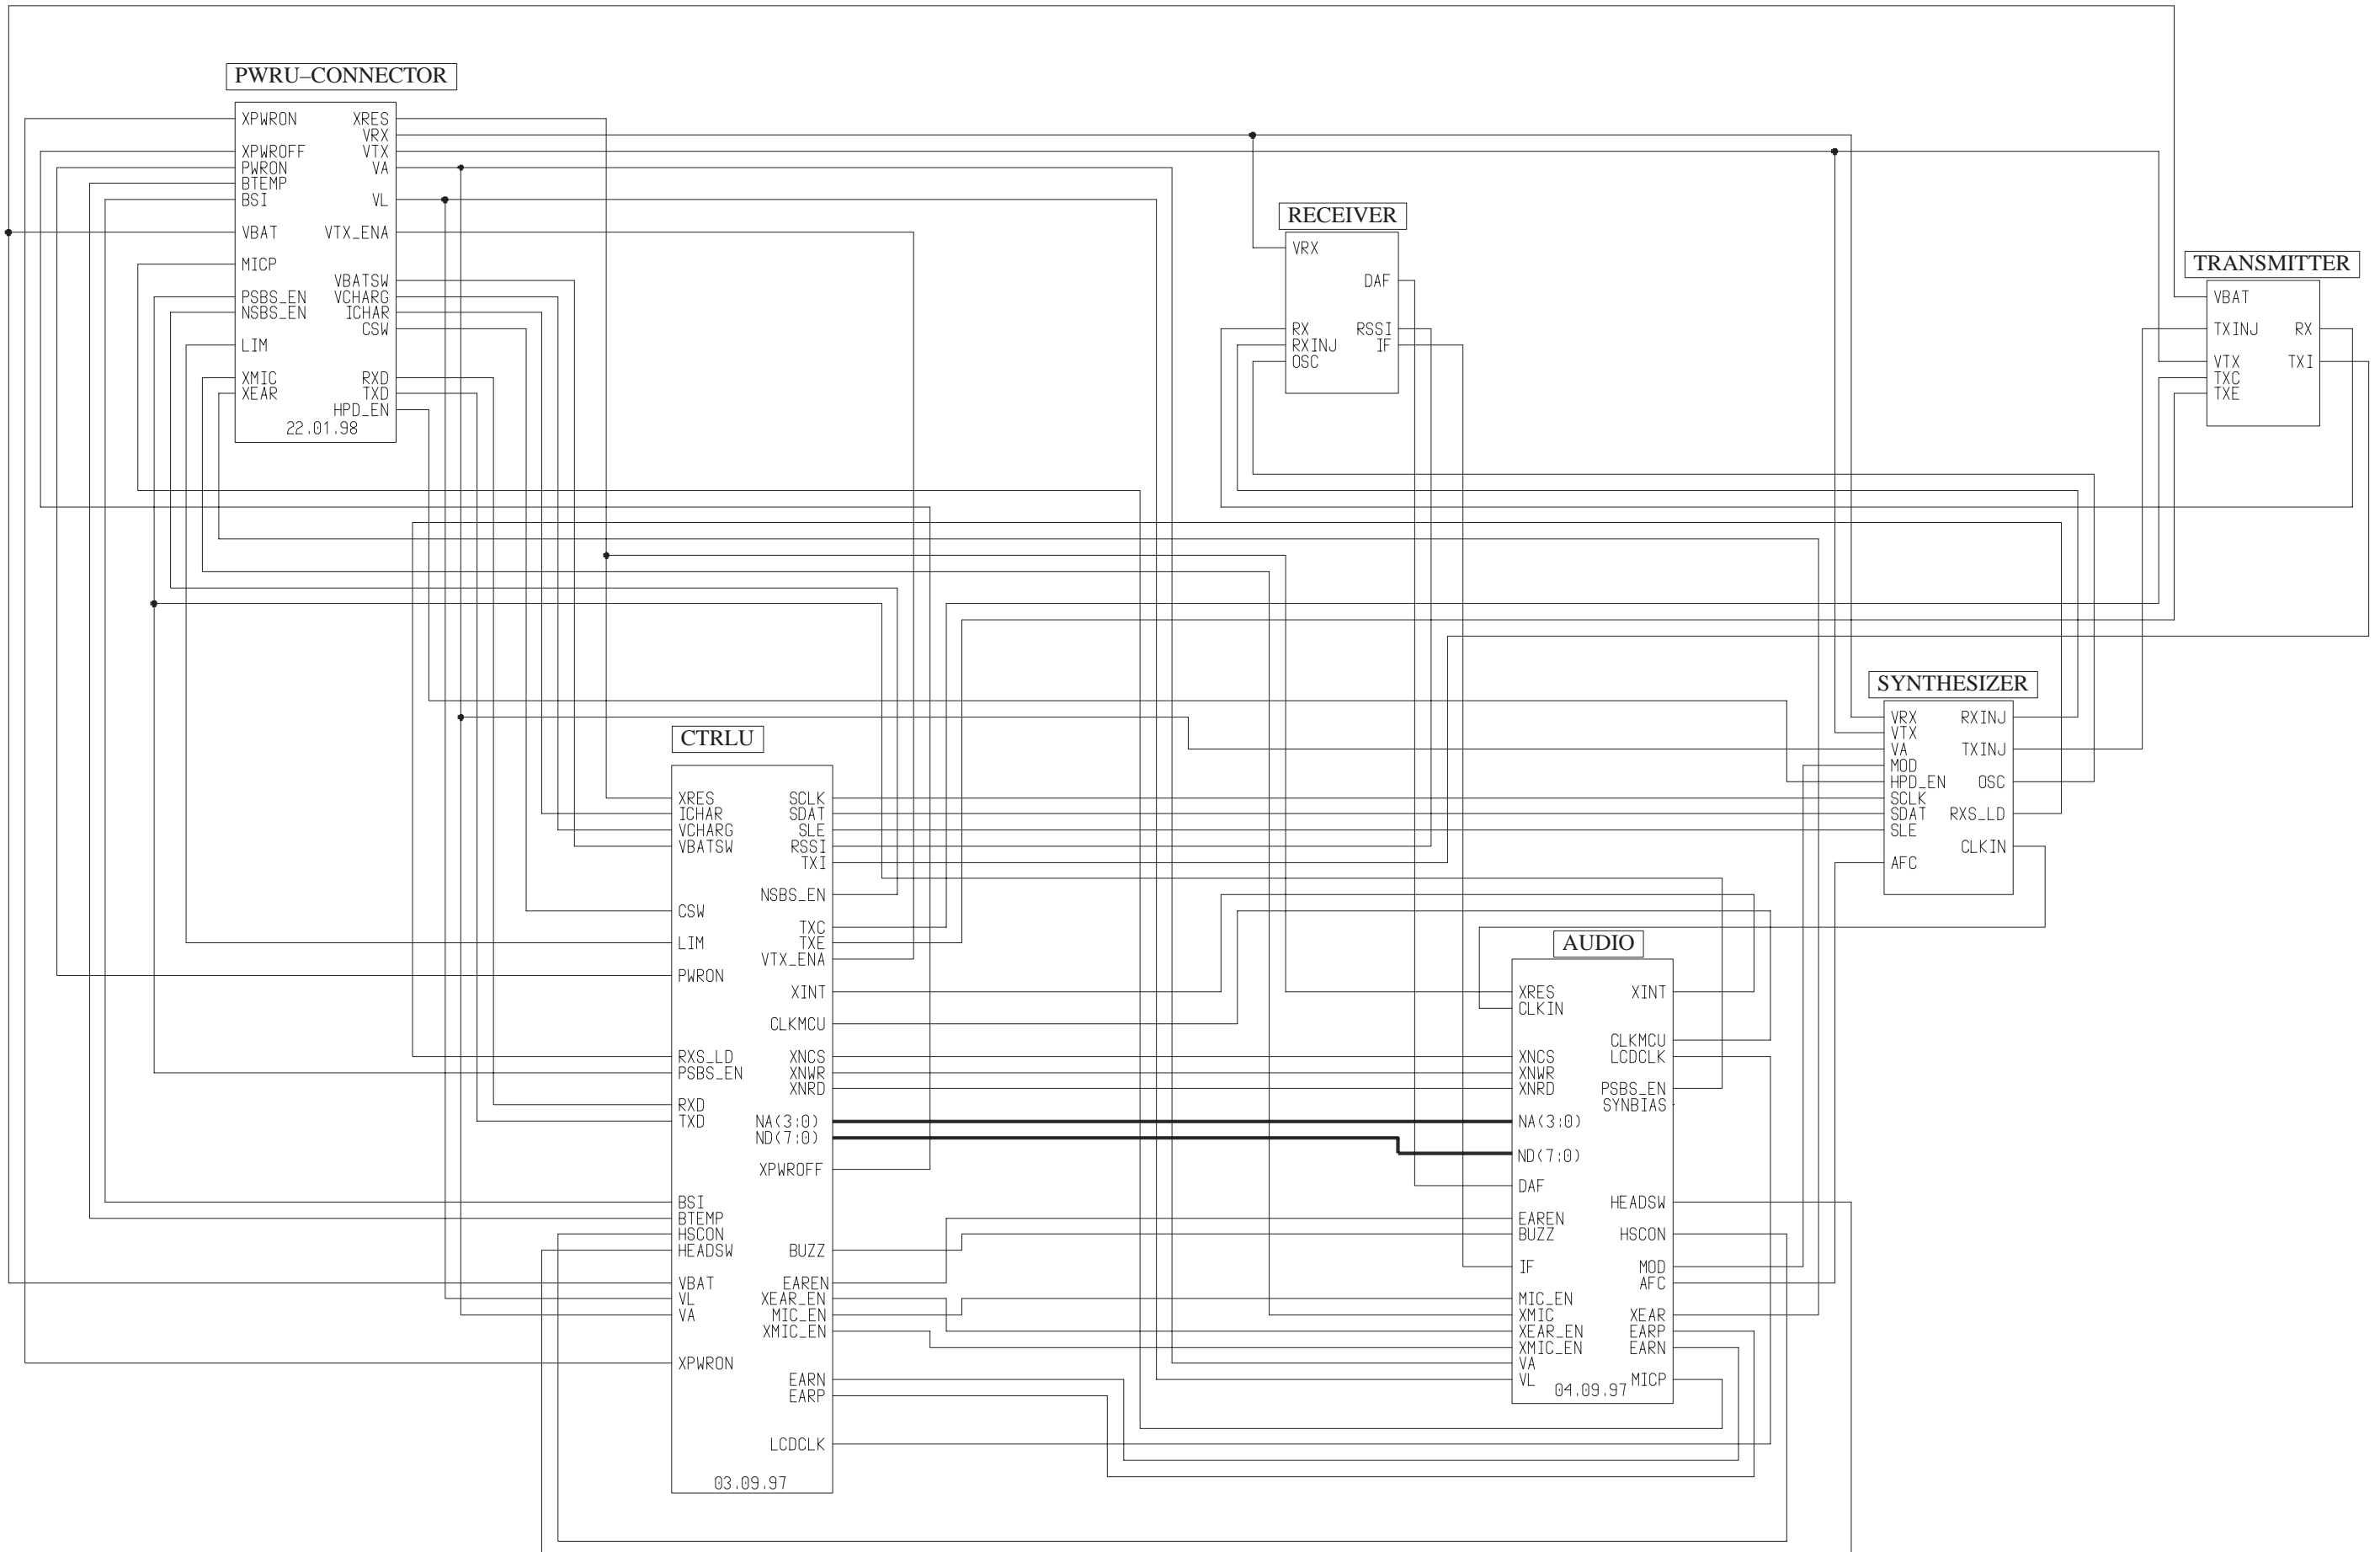 PWRU–CONNECTOR
XPWRON XRES
VRX
XPWROFF VTX
PWRON VA
BTEMP
BSI VL
VBAT VTX_ENA
MICP
VBATSW
PSBS_EN VCHARG
NSBS_EN ICHAR
CSW
LIM
XMIC RXD
XEAR TXD
HPD_EN
22.01.98
RECEIVER
VRX
DAF
RX RSSI
RXINJ IF
OSC
TRANSMITTER
VBAT
TXINJ RX
VTX TXI
TXC
TXE
SYNTHESIZER
VRX RXINJ
VTX
VA TXINJ
MOD
HPD_EN OSC
SCLK
SDAT RXS_LD
SLE
CLKIN
AFC
CTRLU
XRES SCLK
ICHAR SDAT
VCHARG SLE
VBATSW RSSI
TXI
NSBS_EN
CSW
TXC
LIM TXE
VTX_ENA
PWRON
XINT
CLKMCU
RXS_LD XNCS
PSBS_EN XNWR
XNRD
RXD
TXD NA(3:0)
ND(7:0)
XPWROFF
BSI
BTEMP
HSCON
HEADSW BUZZ
VBAT EAREN
VL XEAR_EN
VA MIC_EN
XMIC_EN
XPWRON
EARN
EARP
LCDCLK
03.09.97
AUDIO
XRES XINT
CLKIN
CLKMCU
XNCS LCDCLK
XNWR
XNRD PSBS_EN
SYNBIAS
NA(3:0)
ND(7:0)
DAF
HEADSW
EAREN
BUZZ HSCON
IF MOD
AFC
MIC_EN
XMIC XEAR
XEAR_EN EARP
XMIC_EN EARN
VA
VL MICP
04.09.97